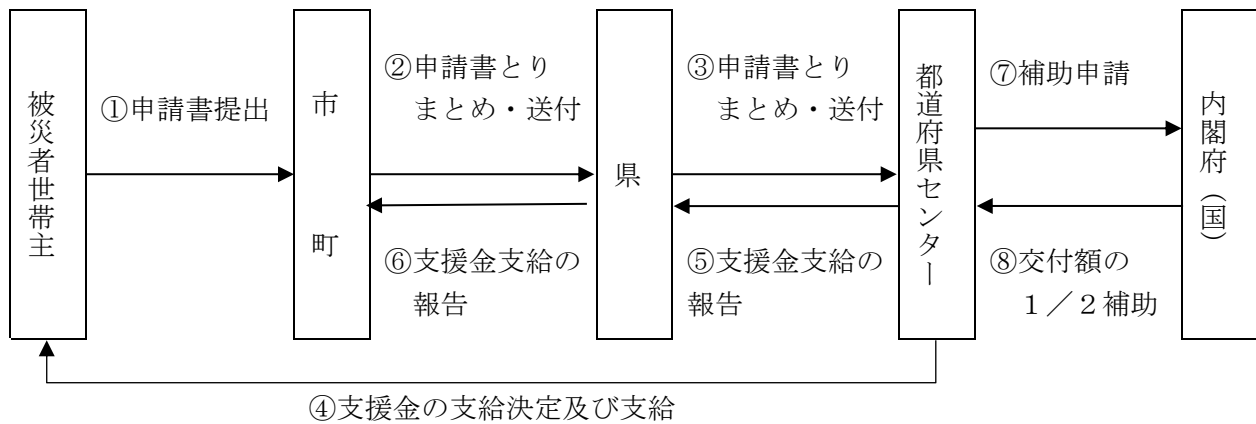 被災者世帯主
①申請書提出
市町
②申請書とり
まとめ・送付
⑥支援金支給の
報告
県
③申請書とり
まとめ・送付
⑤支援金支給の
報告
都道府県センター
⑦補助申請
⑧交付額の
1/2補助
内閣府(国)
④支援金の支給決定及び支給